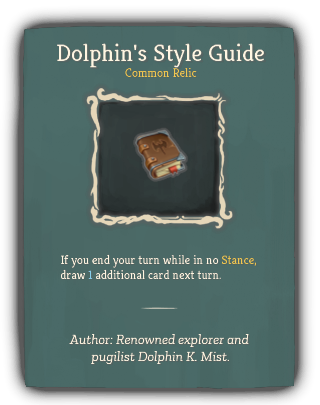 Dolphin's Style Guide
Common Relic
If you end your turn while in no Stance,
draw 1 additional card next turn.
Author: Renowned explorer and
pugilist Dolphin K. Mist.